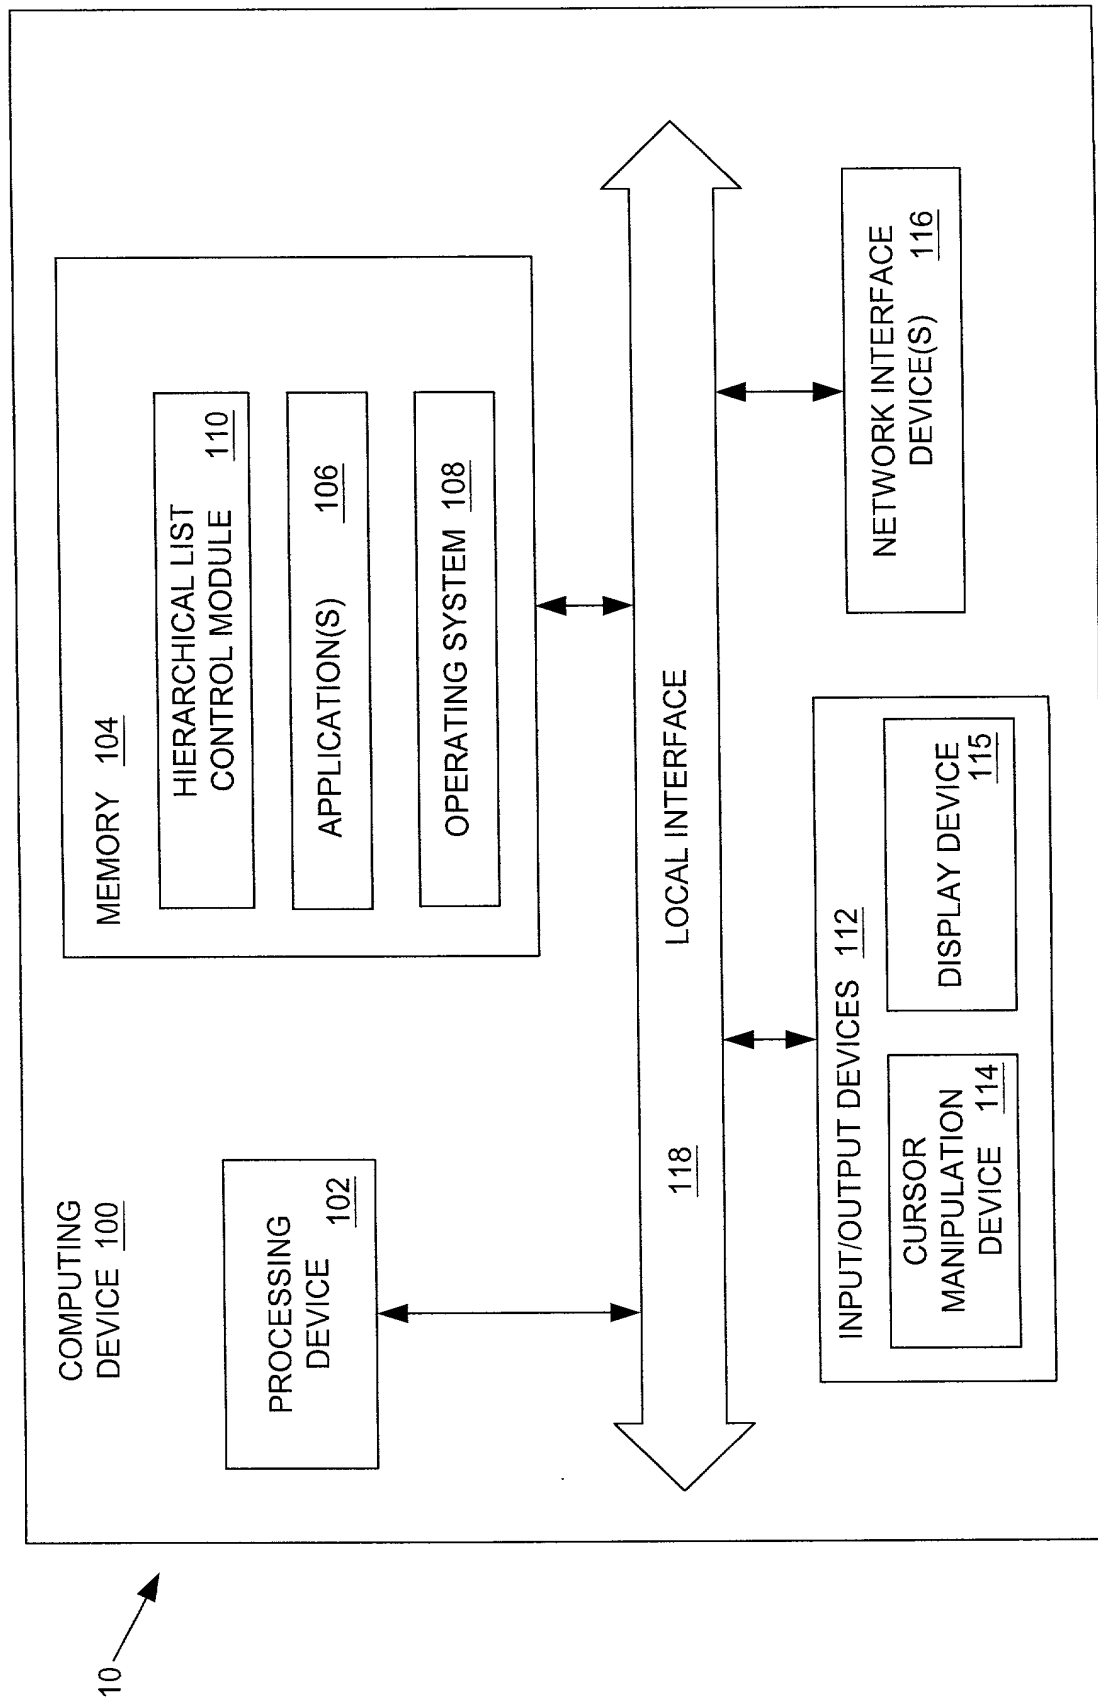 10
COMPUTING
DEVICE 100
PROCESSING
DEVICE
102
MEMORY 104
HIERARCHICAL LIST
CONTROL MODULE 110
APPLICATION(S) 106
OPERATING SYSTEM 108
118
LOCAL INTERFACE
INPUT/OUTPUT DEVICES 112
CURSOR
MANIPULATION
DEVICE 114
DISPLAY DEVICE
115
NETWORK INTERFACE
DEVICE(S) 116